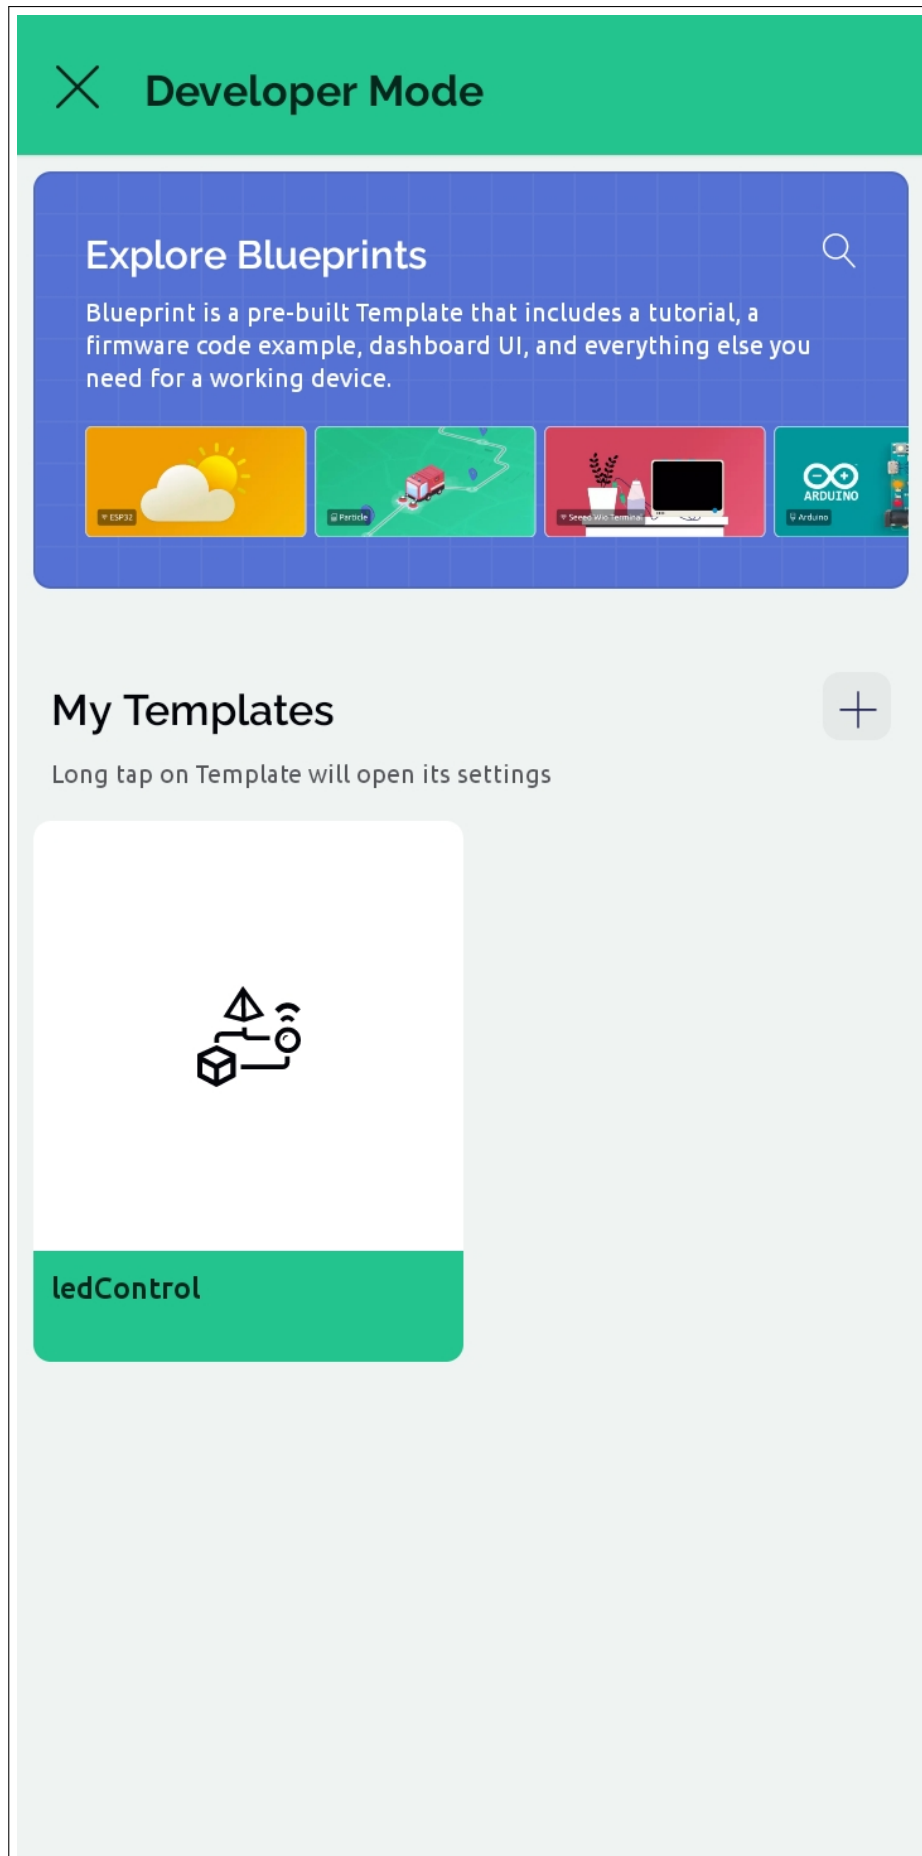 Developer Mode
Explore Blueprints
Blueprint is a pre-built Template that includes a tutorial, a
firmware code example, dashboard UI, and everything else you
need for a working device.
ESP32
Particle
Seeed Wio Terminal
ARDUINO
Arduino
My Templates
Long tap on Template will open its settings
ledControl